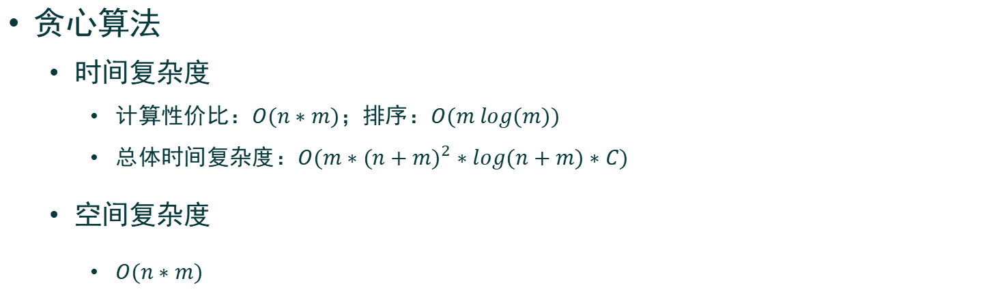 • 贪心算法
• 时间复杂度
• 计算性价比：O(n ∗ m)；排序：O(m log(m))
• 总体时间复杂度：O(m ∗ (n + m)² ∗ log(n + m) ∗ C)
• 空间复杂度
• O(n ∗ m)